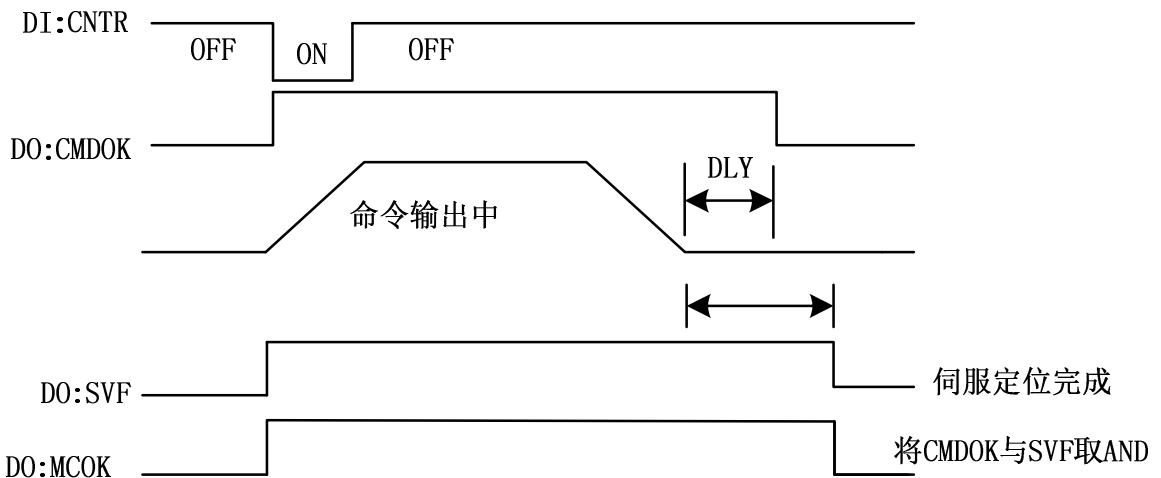 DI:CNTR
OFF
ON
OFF
DO:CMDOK
DLY
命令输出中
DO:SVF
伺服定位完成
DO:MCOK
将CMDOK与SVF取AND